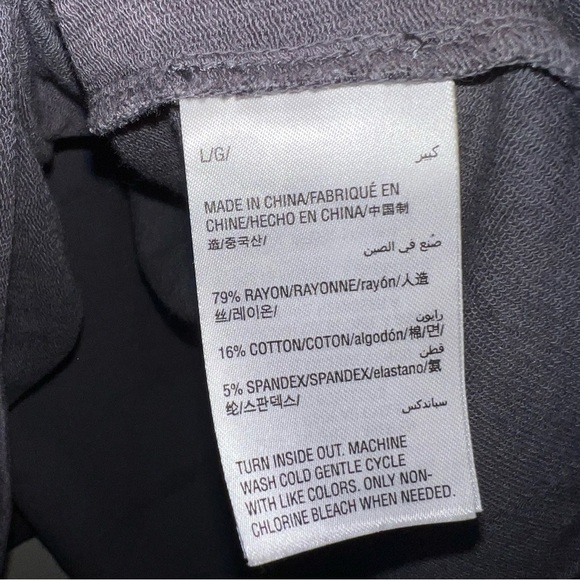 L/G/ كبير
MADE IN CHINA/FABRIQUÉ EN
CHINE/HECHO EN CHINA/中国制
造/중국산/ صُنع في الصين
79% RAYON/RAYONNE/rayón/人造
丝/레이온/ رايون
16% COTTON/COTON/algodón/棉/면/
قطن
5% SPANDEX/SPANDEX/elastano/氨
纶/스판덱스/ سباندكس
TURN INSIDE OUT. MACHINE
WASH COLD GENTLE CYCLE
WITH LIKE COLORS. ONLY NON-
CHLORINE BLEACH WHEN NEEDED.